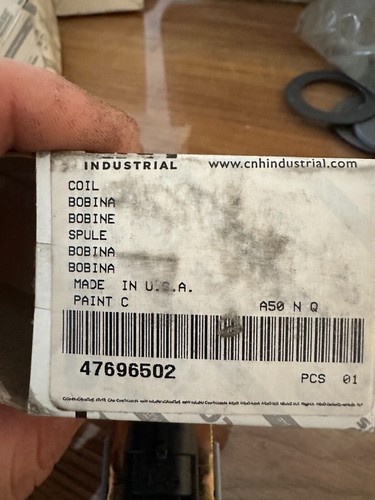 INDUSTRIAL www.cnhindustrial.com
COIL
BOBINA
BOBINE
SPULE
BOBINA
BOBINA
MADE IN U.S.A.
PAINT C A50 N Q
47696502 PCS 01